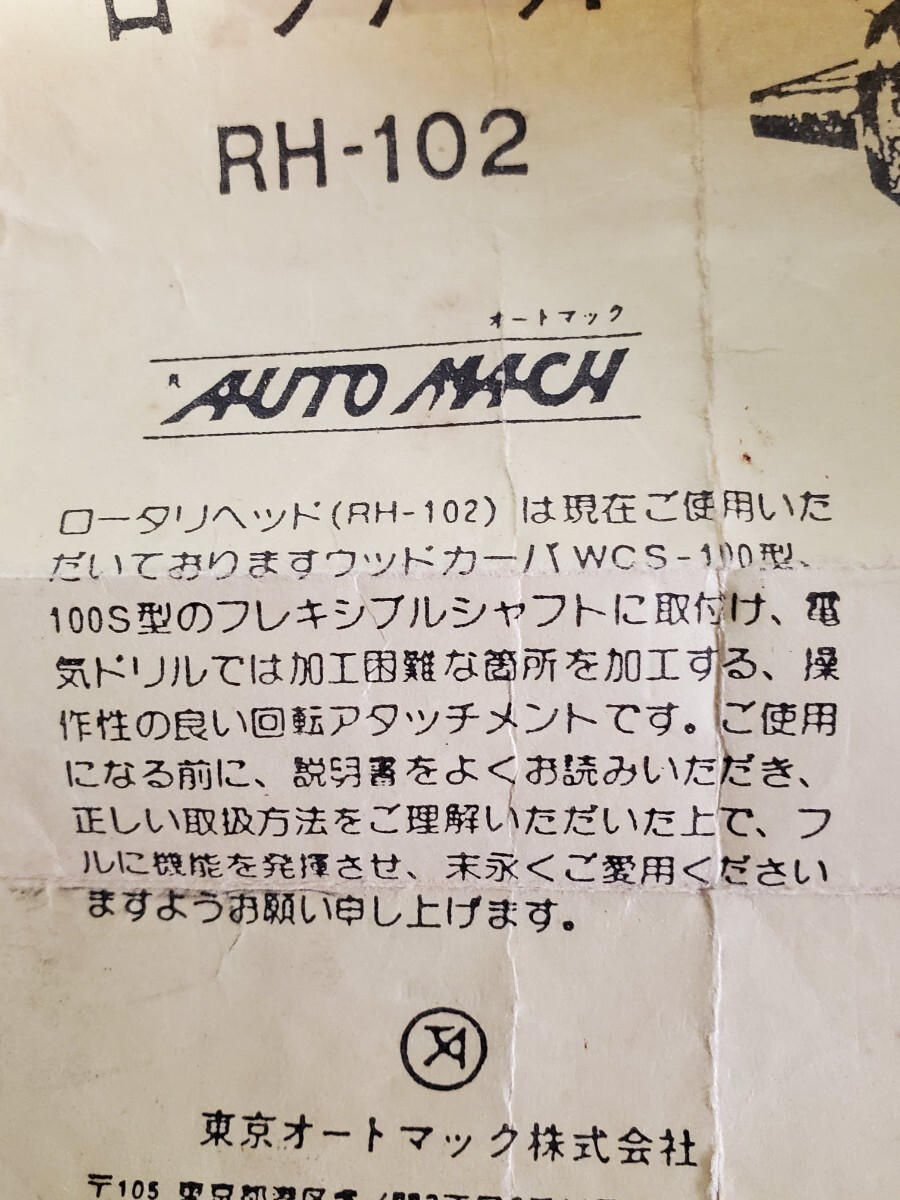 RH-102
オートマック
R AUTO MACH
ロータリヘッド(RH-102)は現在ご使用いた
だいておりますウッドカーバWCS-100型、
100S型のフレキシブルシャフトに取付け、電
気ドリルでは加工困難な箇所を加工する、操
作性の良い回転アタッチメントです。ご使用
になる前に、説明書をよくお読みいただき、
正しい取扱方法をご理解いただいた上で、フ
ルに機能を発揮させ、末永くご愛用ください
ますようお願い申し上げます。
東京オートマック株式会社
〒105 東京都港区